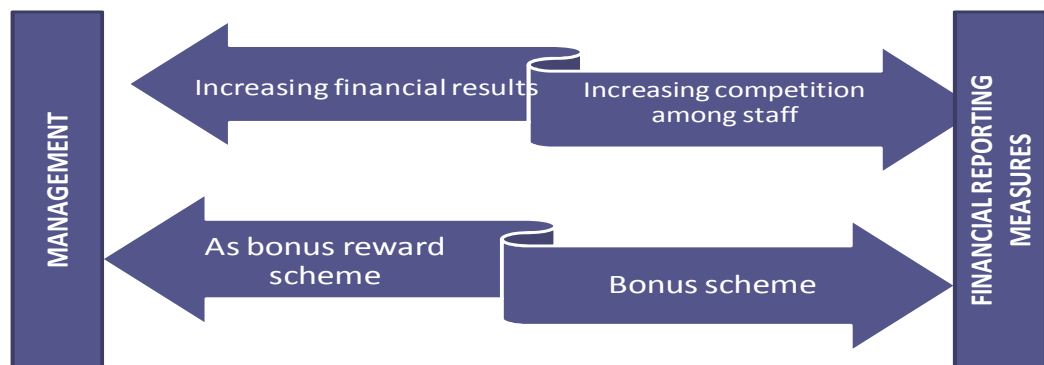 MANAGEMENT
Increasing financial results
Increasing competition
among staff
As bonus reward
scheme
Bonus scheme
FINANCIAL REPORTING
MEASURES